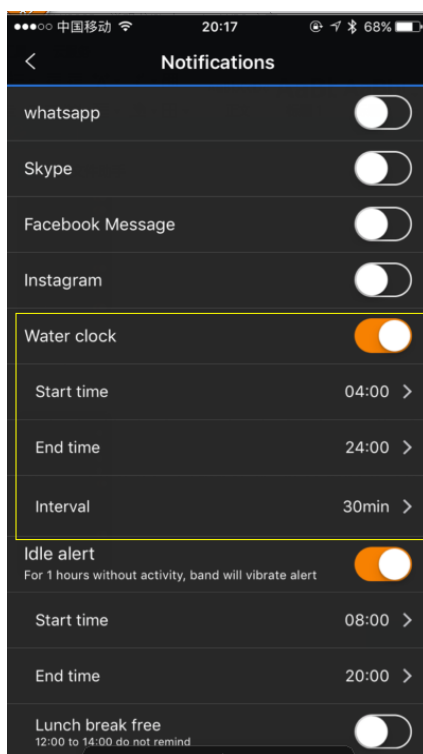 中国移动 20:17 68%
Notifications
whatsapp
Skype
Facebook Message
Instagram
Water clock
Start time 04:00
End time 24:00
Interval 30min
Idle alert
For 1 hours without activity, band will vibrate alert
Start time 08:00
End time 20:00
Lunch break free
12:00 to 14:00 do not remind